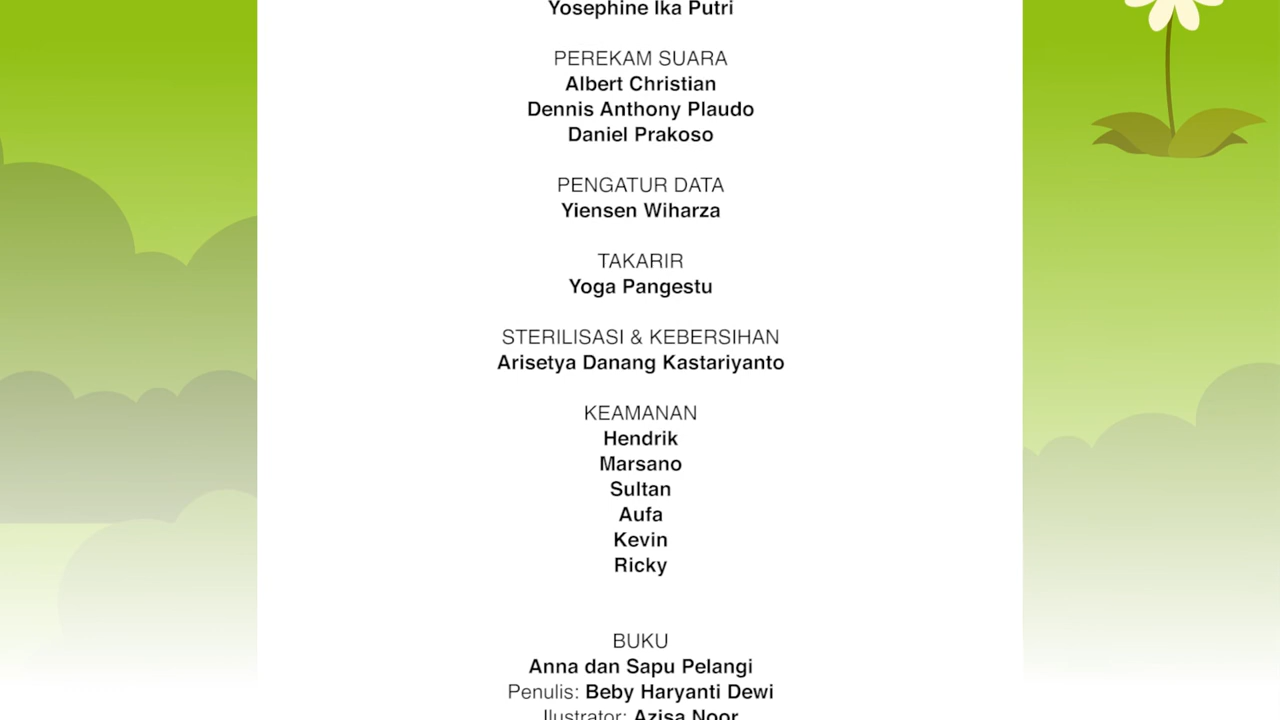 Yosephine Ika Putri
PEREKAM SUARA
Albert Christian
Dennis Anthony Plaudo
Daniel Prakoso
PENGATUR DATA
Yiensen Wiharza
TAKARIR
Yoga Pangestu
STERILISASI & KEBERSIHAN
Arisetya Danang Kastariyanto
KEAMANAN
Hendrik
Marsano
Sultan
Aufa
Kevin
Ricky
BUKU
Anna dan Sapu Pelangi
Penulis: Beby Haryanti Dewi
Ilustrator: Azisa Noor